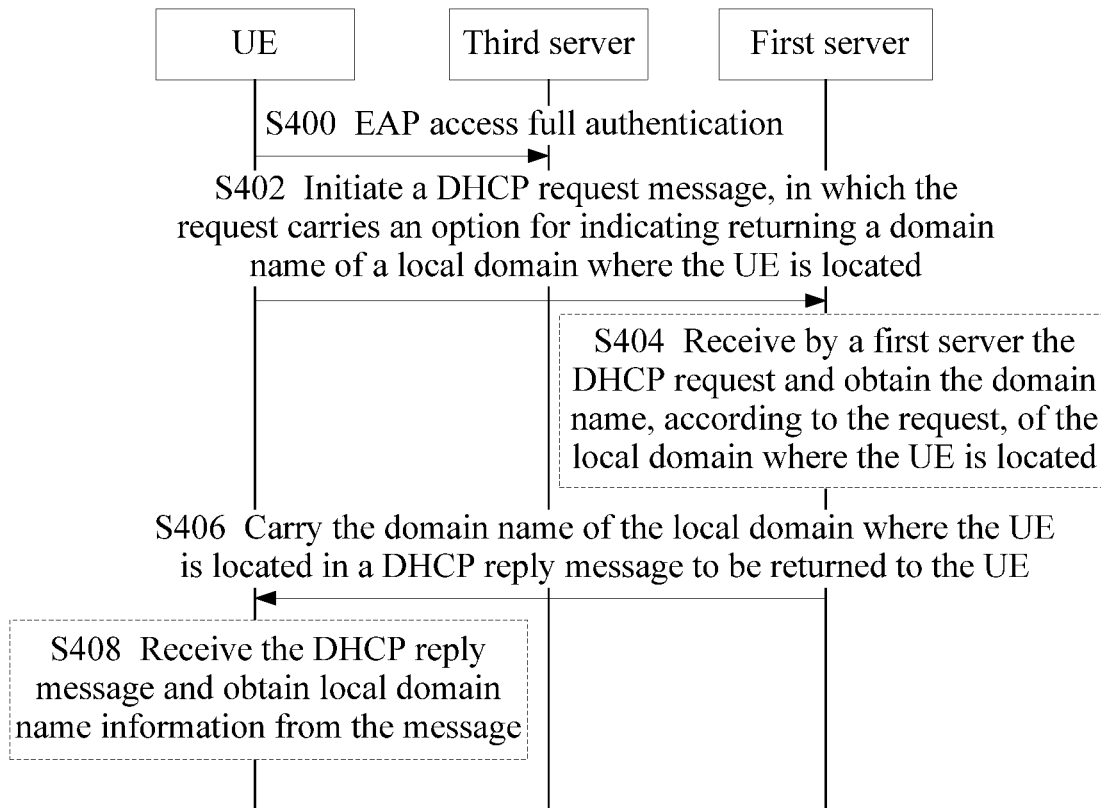 UE
Third server
First server
S400 EAP access full authentication
S402 Initiate a DHCP request message, in which the
request carries an option for indicating returning a domain
name of a local domain where the UE is located
S404 Receive by a first server the
DHCP request and obtain the domain
name, according to the request, of the
local domain where the UE is located
S406 Carry the domain name of the local domain where the UE
is located in a DHCP reply message to be returned to the UE
S408 Receive the DHCP reply
message and obtain local domain
name information from the message